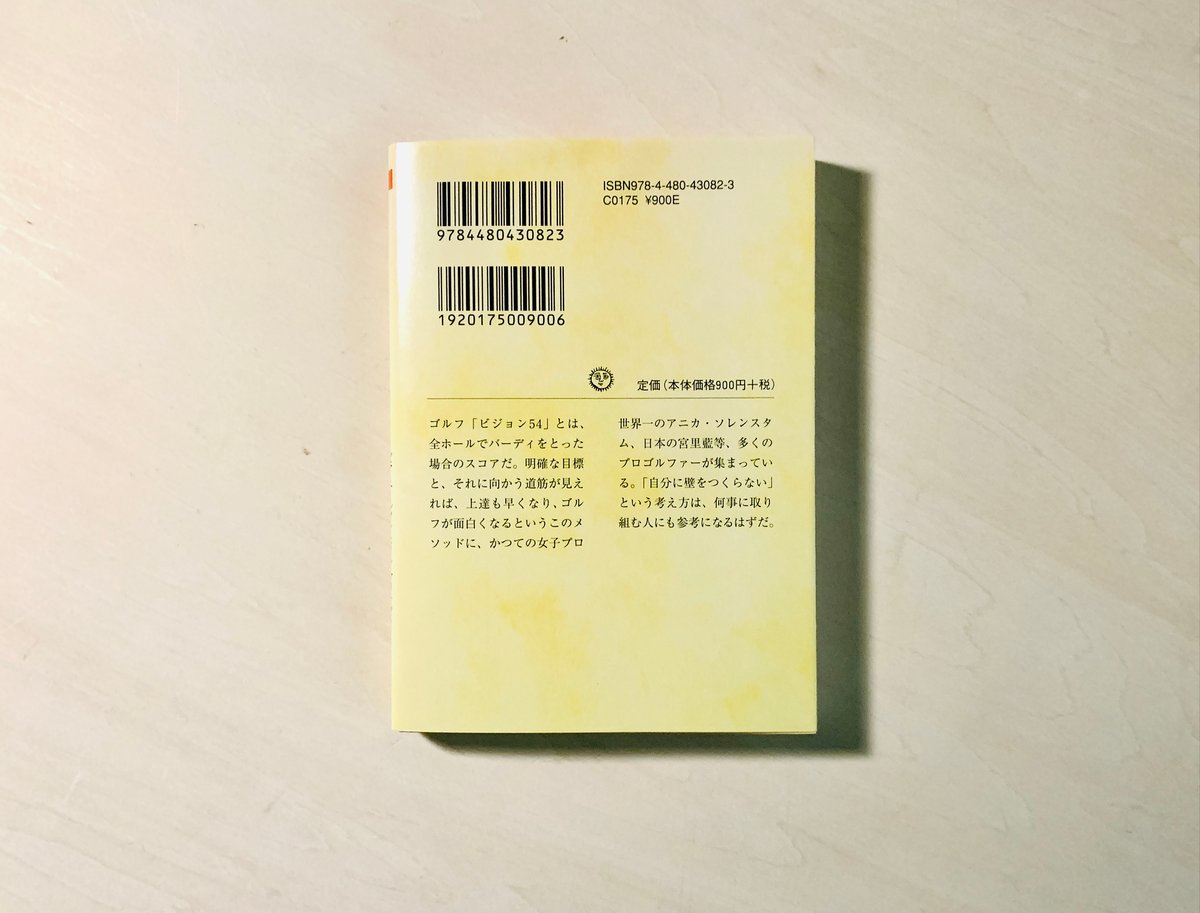 ISBN978-4-480-43082-3
C0175 ¥900E
9784480430823
1920175009006
定価(本体価格900円+税)
ゴルフ「ビジョン54」とは、
全ホールでバーディをとった
場合のスコアだ。明確な目標
と、それに向かう道筋が見え
れば、上達も早くなり、ゴル
フが面白くなるというこのメ
ソッドに、かつての女子プロ
世界一のアニカ・ソレンスタ
ム、日本の宮里藍等、多くの
プロゴルファーが集まってい
る。「自分に壁をつくらない」
という考え方は、何事に取り
組む人にも参考になるはずだ。